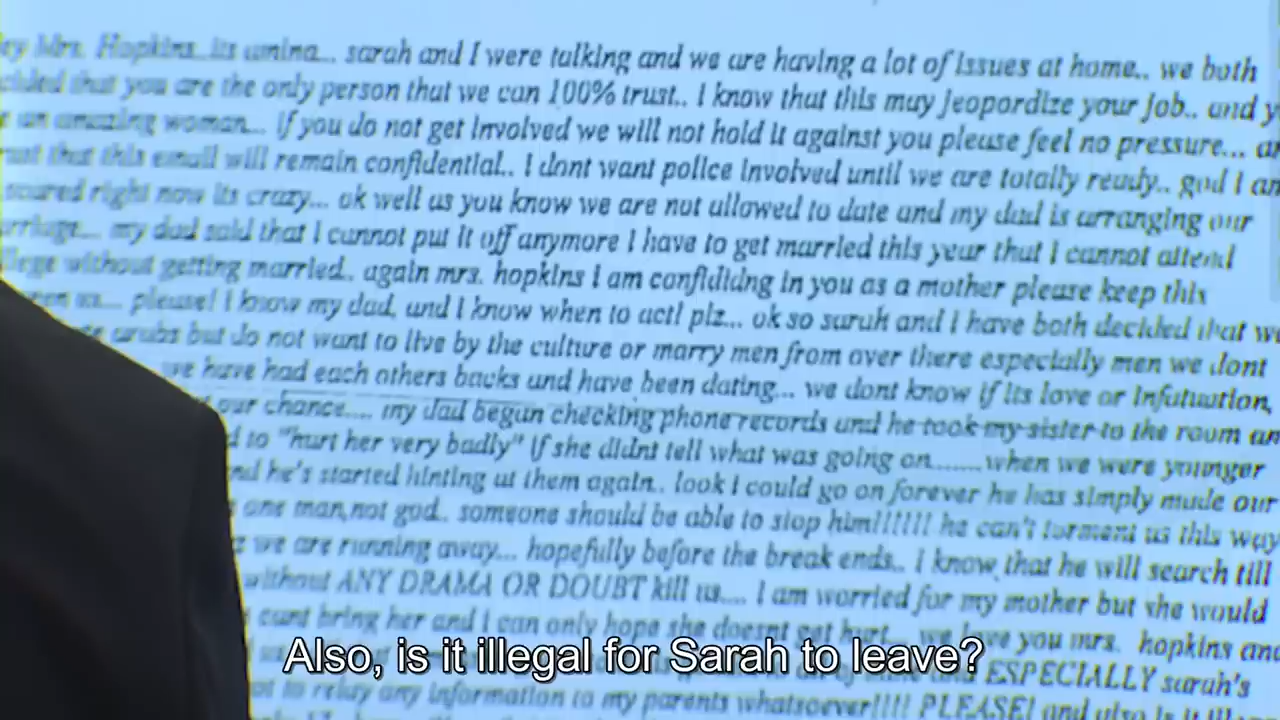 Mrs. Hopkins..its amina... sarah and I were talking and we are having a lot of issues at home.. we both
that you are the only person that we can 100% trust.. I know that this may jeopordize your job.. and
an amazing woman... if you do not get involved we will not hold it against you please feel no pressure...
that this email will remain confidential.. I dont want police involved until we are totally ready.. god I am
scared right now its crazy... ok well as you know we are not allowed to date and my dad is arranging our
my dad said that I cannot put it off anymore I have to get married this year that I cannot attend
without getting married.. again mrs. hopkins I am confididng in you as a mother please keep this
us... please! I know my dad, and I know when to act! plz... ok so sarah and I have both decided that we
arabs but do not want to live by the culture or marry men from over there especially men we dont
we have had each others backs and have been dating... we dont know if its love or infatuation,
our chance.... my dad began checking phone records and he took my sister to the room
to "hurt her very badly" if she didnt tell what was going on.......when we were younger
he's started hinting at them again.. look i could go on forever he has simply made our
one man,not god.. someone should be able to stop him!!!!!! he can't torment us this way
we are running away... hopefully before the break ends.. I know that he will search till
without ANY DRAMA OR DOUBT kill us.... I am worried for my mother but she would
cant bring her and i can only hope she doesnt get hurt... we love you mrs. hopkins and
Also, is it illegal for Sarah to leave?
ESPECIALLY sarah's
to relay any information to my parents whatsoever!!!! PLEASE! and also is it